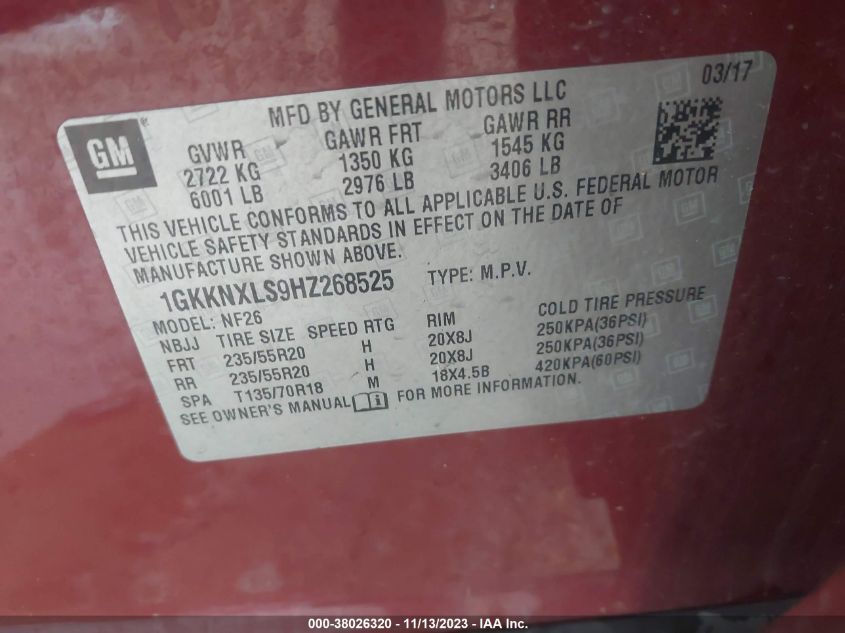 03/17
MFD BY GENERAL MOTORS LLC
GM
GVWR GAWR FRT GAWR RR
2722 KG 1350 KG 1545 KG
6001 LB 2976 LB 3406 LB
THIS VEHICLE CONFORMS TO ALL APPLICABLE U.S. FEDERAL MOTOR
VEHICLE SAFETY STANDARDS IN EFFECT ON THE DATE OF
MANUFACTURE SHOWN ABOVE.
1GKKNXLS9HZ268525 TYPE: M.P.V.
MODEL: NF26
NBJJ TIRE SIZE SPEED RTG RIM COLD TIRE PRESSURE
FRT 235/55R20 H 20X8J 250KPA(36PSI)
RR 235/55R20 H 20X8J 250KPA(36PSI)
SPA T135/70R18 M 18X4.5B 420KPA(60PSI)
SEE OWNER'S MANUAL i FOR MORE INFORMATION.
000-38026320 - 11/13/2023 - IAAI.com